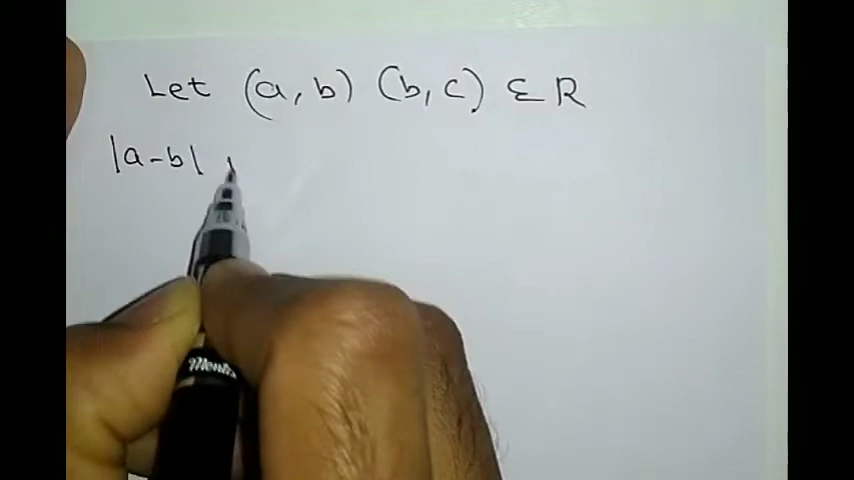 Let (a, b) (b, c) ∈ R
|a - b|